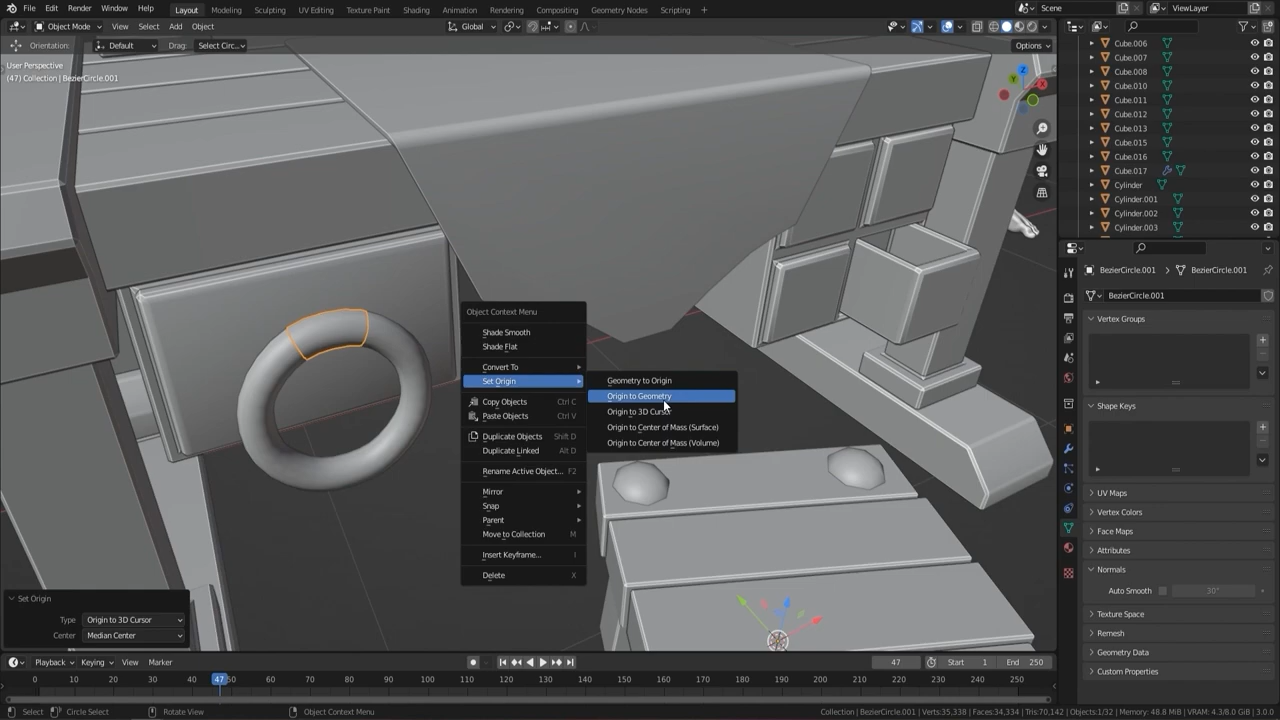 File Edit Render Window Help
Layout Modeling Sculpting UV Editing Texture Paint Shading Animation Rendering Compositing Geometry Nodes Scripting +
Scene
ViewLayer
Object Mode View Select Add Object
Global
Orientation: Default Drag: Select Circ...
Options
User Perspective
(47) Collection | BezierCircle.001
Z
Y
X
Object Context Menu
Shade Smooth
Shade Flat
Convert To
Set Origin
Copy Objects Ctrl C
Paste Objects Ctrl V
Duplicate Objects Shift D
Duplicate Linked Alt D
Rename Active Object... F2
Mirror
Snap
Parent
Move to Collection M
Insert Keyframe... I
Delete X
Geometry to Origin
Origin to Geometry
Origin to 3D Cursor
Origin to Center of Mass (Surface)
Origin to Center of Mass (Volume)
Set Origin
Type Origin to 3D Cursor
Center Median Center
Cube.006
Cube.007
Cube.008
Cube.010
Cube.011
Cube.012
Cube.013
Cube.015
Cube.016
Cube.017
Cylinder
Cylinder.001
Cylinder.002
Cylinder.003
BezierCircle.001 BezierCircle.001
BezierCircle.001
Vertex Groups
Shape Keys
UV Maps
Vertex Colors
Face Maps
Attributes
Normals
Auto Smooth 30°
Texture Space
Remesh
Geometry Data
Custom Properties
Playback Keying View Marker
47 Start 1 End 250
0 10 20 30 40 47 50 60 70 80 90 100 110 120 130 140 150 160 170 180 190 200 210 220 230 240 250
Select Circle Select Rotate View Object Context Menu
Collection | BezierCircle.001 | Verts:35,338 | Faces:34,334 | Tris:70,142 | Objects:1/32 | Memory: 48.8 MiB | VRAM: 4.3/8.0 GiB | 3.0.0